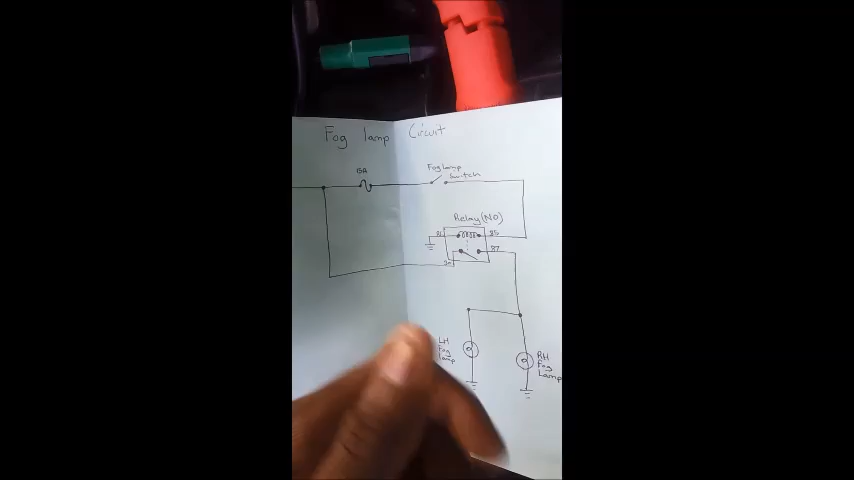 Fog lamp Circuit
15A
Fog lamp
Switch
Relay (NO)
86
85
87
30
LH
Fog
lamp
RH
Fog
Lamp